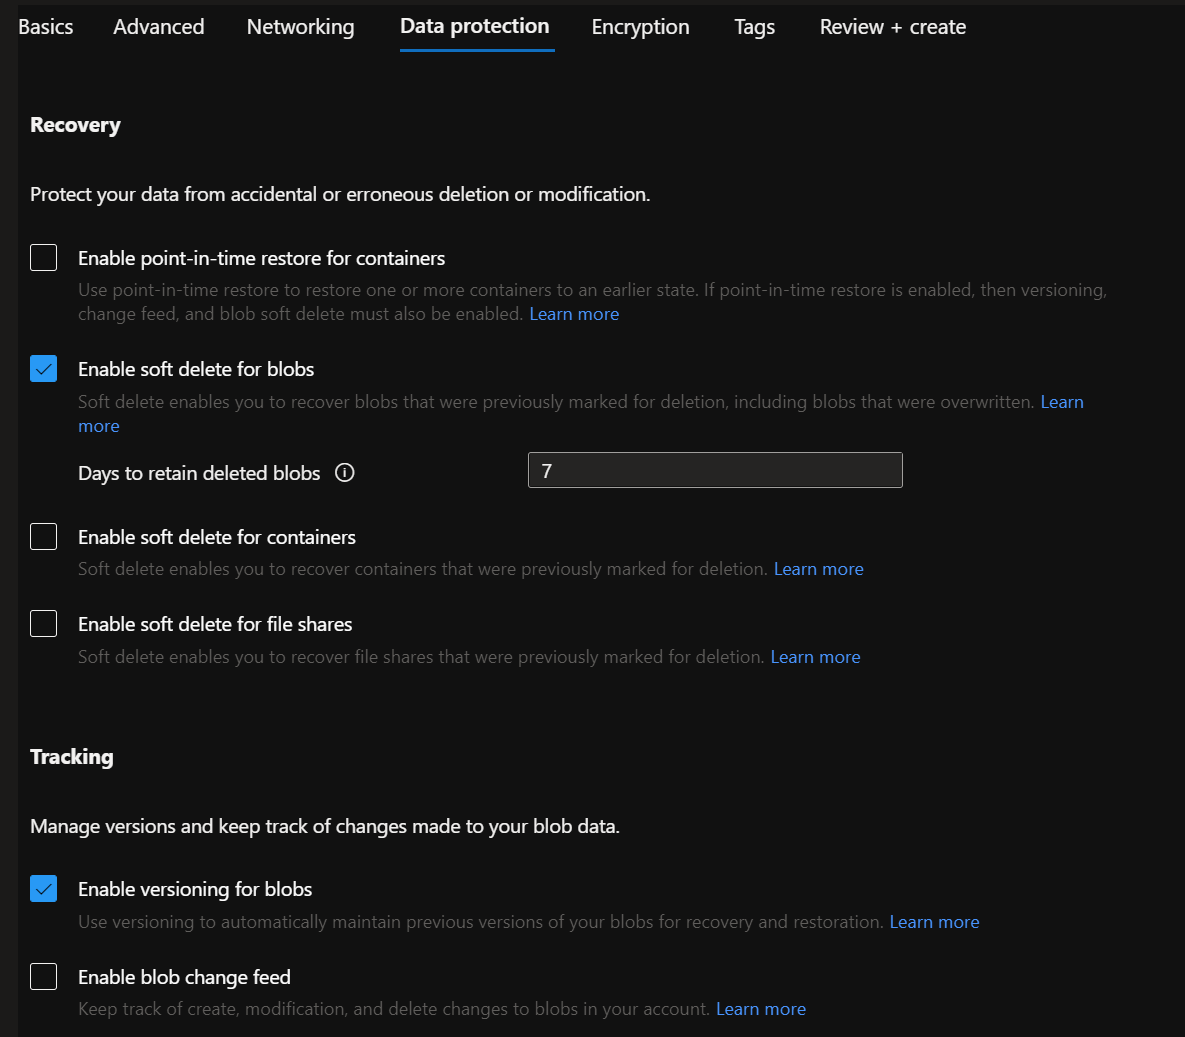 Basics Advanced Networking Data protection Encryption Tags Review + create
Recovery
Protect your data from accidental or erroneous deletion or modification.
Enable point-in-time restore for containers
Use point-in-time restore to restore one or more containers to an earlier state. If point-in-time restore is enabled, then versioning,
change feed, and blob soft delete must also be enabled. Learn more
Enable soft delete for blobs
Soft delete enables you to recover blobs that were previously marked for deletion, including blobs that were overwritten. Learn
more
Days to retain deleted blobs 7
Enable soft delete for containers
Soft delete enables you to recover containers that were previously marked for deletion. Learn more
Enable soft delete for file shares
Soft delete enables you to recover file shares that were previously marked for deletion. Learn more
Tracking
Manage versions and keep track of changes made to your blob data.
Enable versioning for blobs
Use versioning to automatically maintain previous versions of your blobs for recovery and restoration. Learn more
Enable blob change feed
Keep track of create, modification, and delete changes to blobs in your account. Learn more